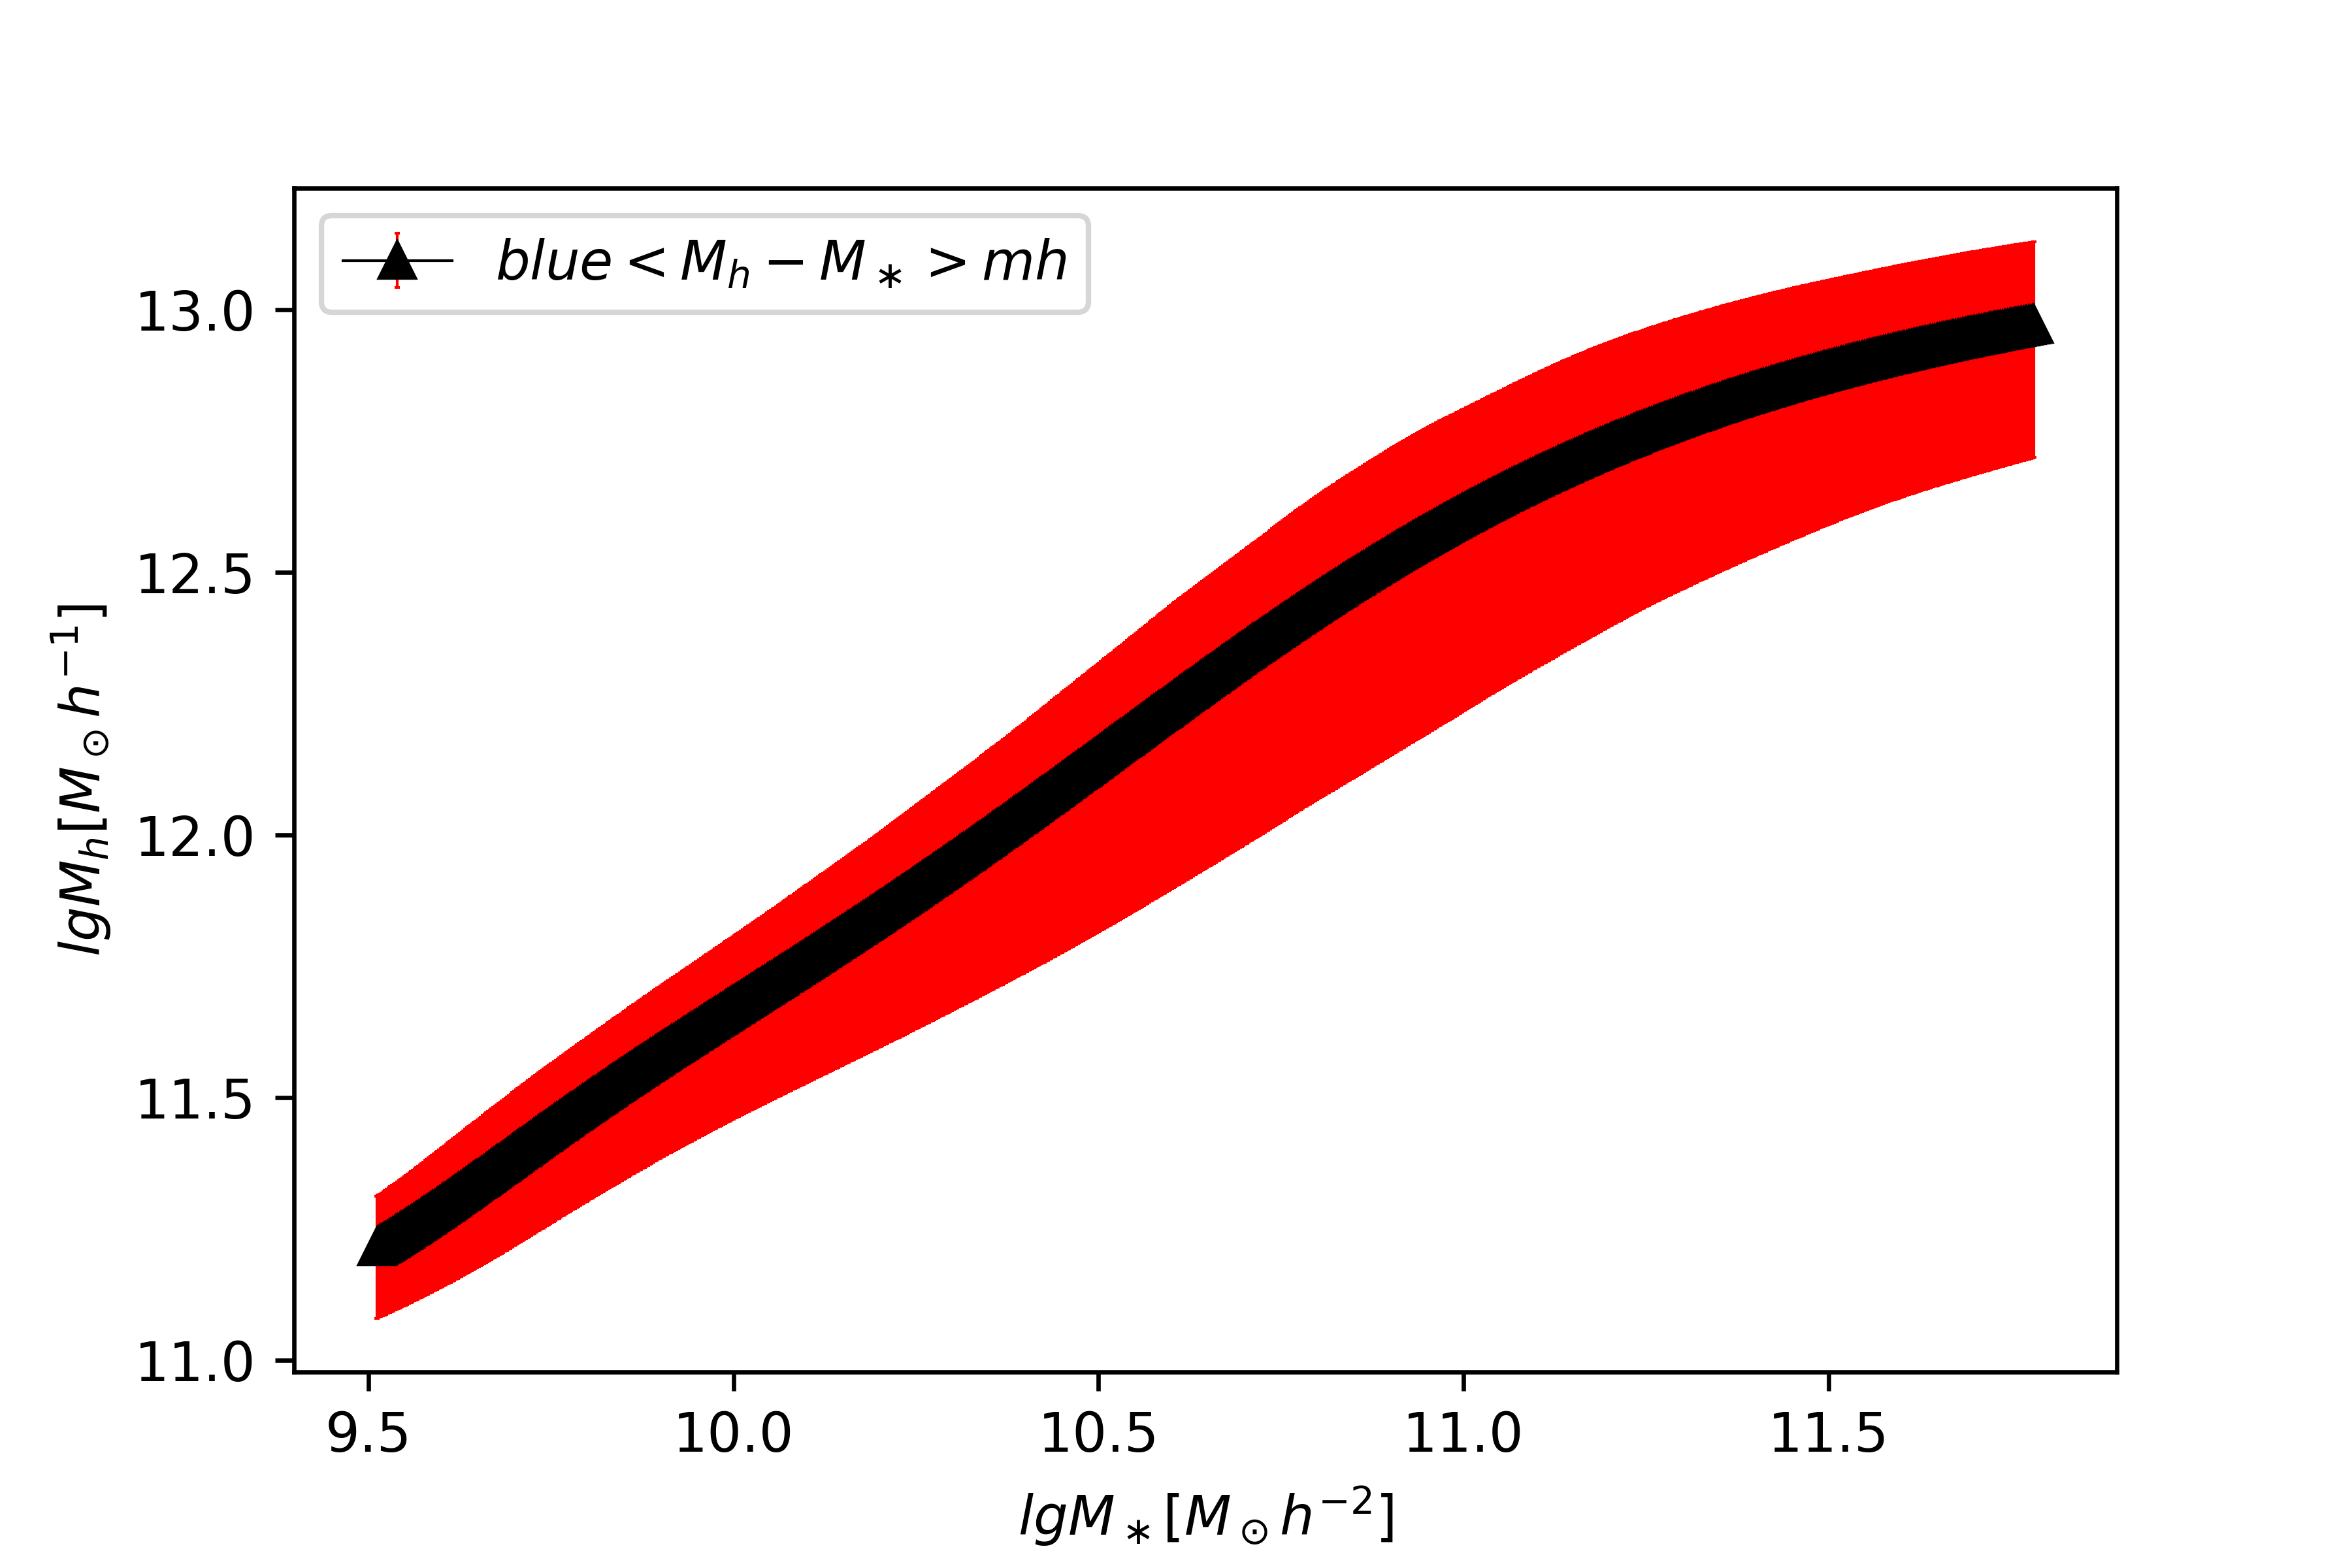 blue < M_h − M_* > mh
13.0
12.5
12.0
11.5
11.0
lgM_h[M_⊙h^{−1}]
9.5 10.0 10.5 11.0 11.5
lgM_*[M_⊙h^{−2}]